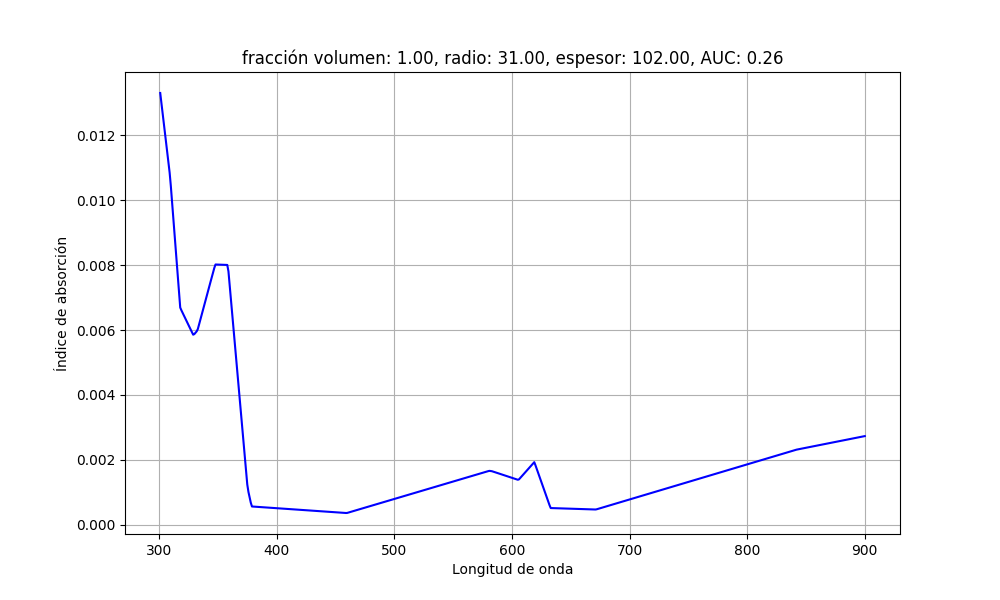 fracción volumen: 1.00, radio: 31.00, espesor: 102.00, AUC: 0.26
Índice de absorción
0.012
0.010
0.008
0.006
0.004
0.002
0.000
300 400 500 600 700 800 900
Longitud de onda